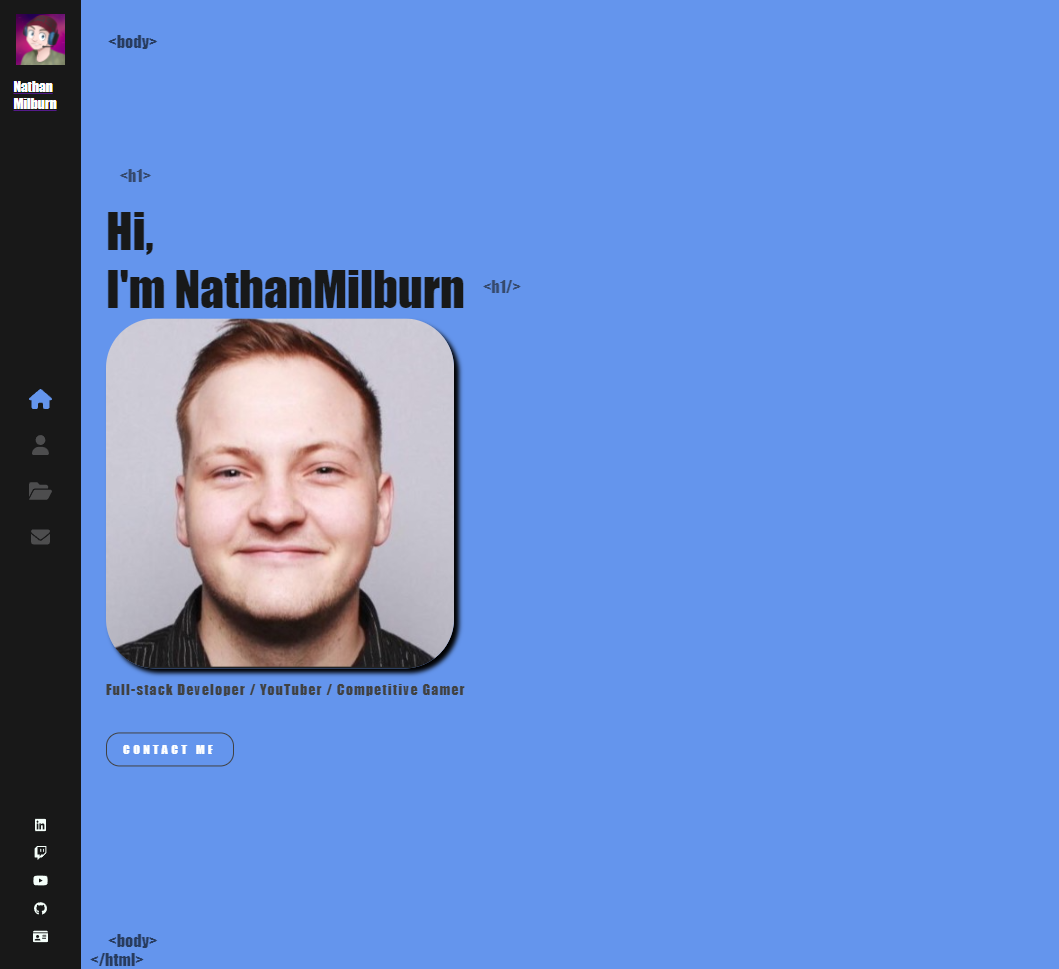 Nathan
Milburn
<body>
<h1>
Hi,
I'm NathanMilburn
<h1/>
Full-stack Developer / YouTuber / Competitive Gamer
CONTACT ME
<body>
</html>